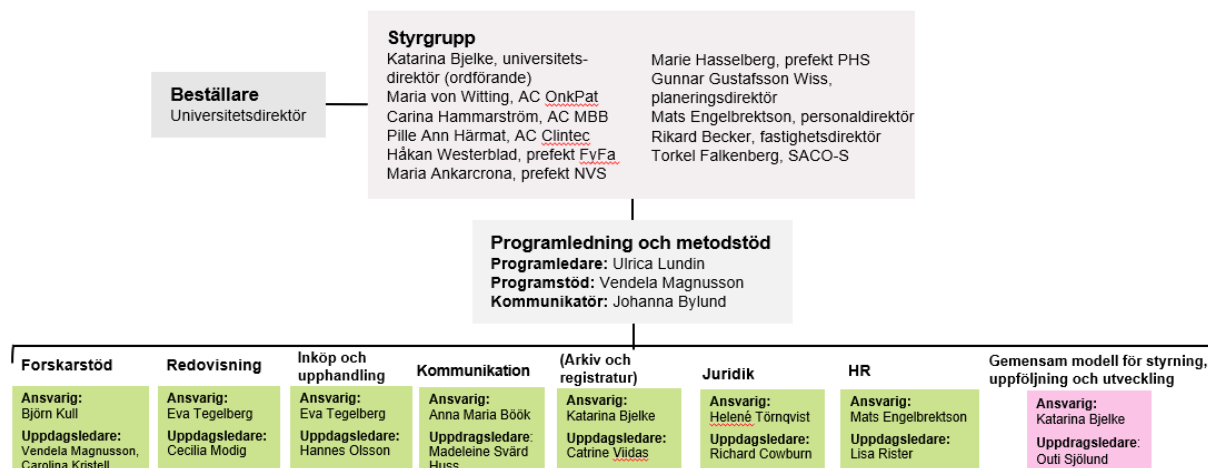 Beställare
Universitetsdirektör
Styrgrupp
Katarina Bjelke, universitets-
direktör (ordförande)
Maria von Witting, AC OnkPat
Carina Hammarström, AC MBB
Pille Ann Härmat, AC Clintec
Håkan Westerblad, prefekt FyFa
Maria Ankarcrona, prefekt NVS
Marie Hasselberg, prefekt PHS
Gunnar Gustafsson Wiss,
planeringsdirektör
Mats Engelbrektson, personaldirektör
Rikard Becker, fastighetsdirektör
Torkel Falkenberg, SACO-S
Programledning och metodstöd
Programledare: Ulrica Lundin
Programstöd: Vendela Magnusson
Kommunikatör: Johanna Bylund
Forskarstöd
Ansvarig:
Björn Kull
Uppdagsledare:
Vendela Magnusson,
Carolina Kristell
Redovisning
Ansvarig:
Eva Tegelberg
Uppdagsledare:
Cecilia Modig
Inköp och
upphandling
Ansvarig:
Eva Tegelberg
Uppdagsledare:
Hannes Olsson
Kommunikation
Ansvarig:
Anna Maria Böök
Uppdragsledare:
Madeleine Svärd
Huss
(Arkiv och
registratur)
Ansvarig:
Katarina Bjelke
Uppdagsledare:
Catrine Viidas
Juridik
Ansvarig:
Helené Törnqvist
Uppdagsledare:
Richard Cowburn
HR
Ansvarig:
Mats Engelbrektson
Uppdagsledare:
Lisa Rister
Gemensam modell för styrning,
uppföljning och utveckling
Ansvarig:
Katarina Bjelke
Uppdragsledare:
Outi Sjölund